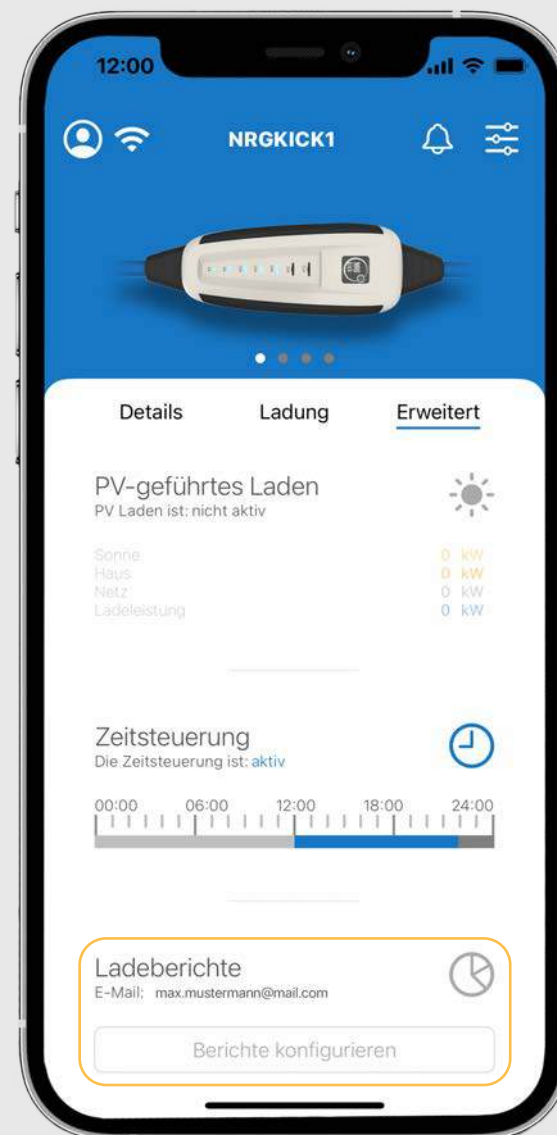 12:00
NRGKICK1
Details Ladung Erweitert
PV-geführtes Laden
PV Laden ist: nicht aktiv
Sonne 0 kW
Haus 0 kW
Netz 0 kW
Ladeleistung 0 kW
Zeitsteuerung
Die Zeitsteuerung ist: aktiv
00:00 06:00 12:00 18:00 24:00
Ladeberichte
E-Mail: max.mustermann@mail.com
Berichte konfigurieren